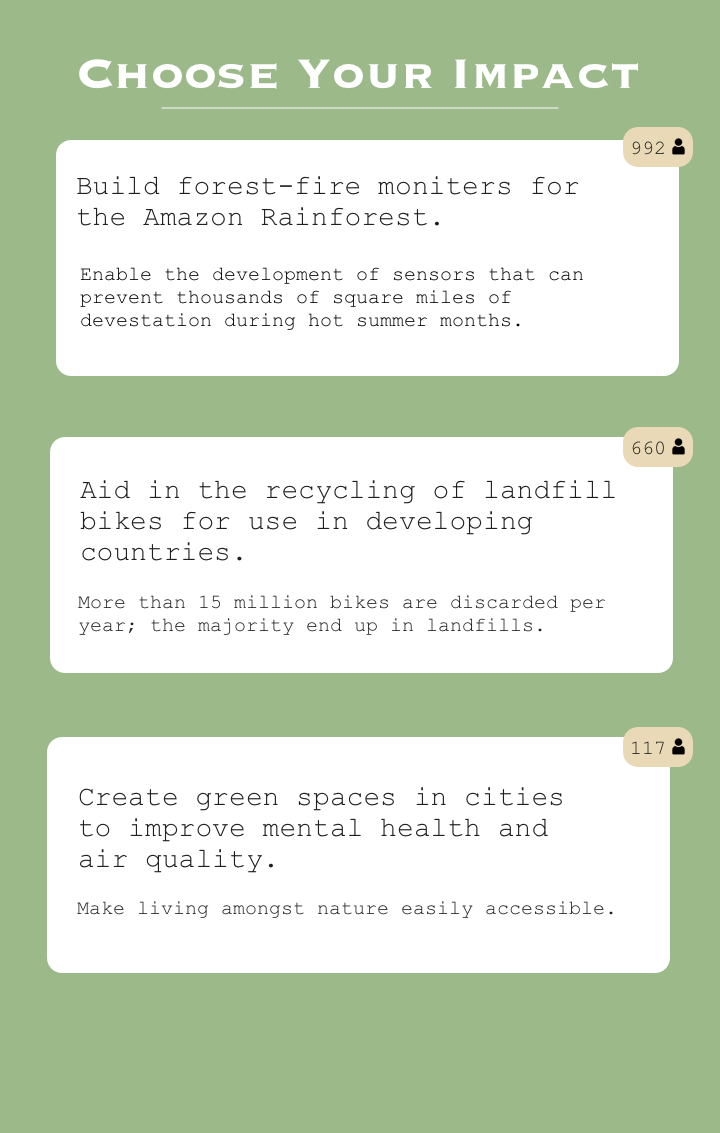 Choose Your Impact
992
Build forest-fire moniters for
the Amazon Rainforest.
Enable the development of sensors that can
prevent thousands of square miles of
devestation during hot summer months.
660
Aid in the recycling of landfill
bikes for use in developing
countries.
More than 15 million bikes are discarded per
year; the majority end up in landfills.
117
Create green spaces in cities
to improve mental health and
air quality.
Make living amongst nature easily accessible.